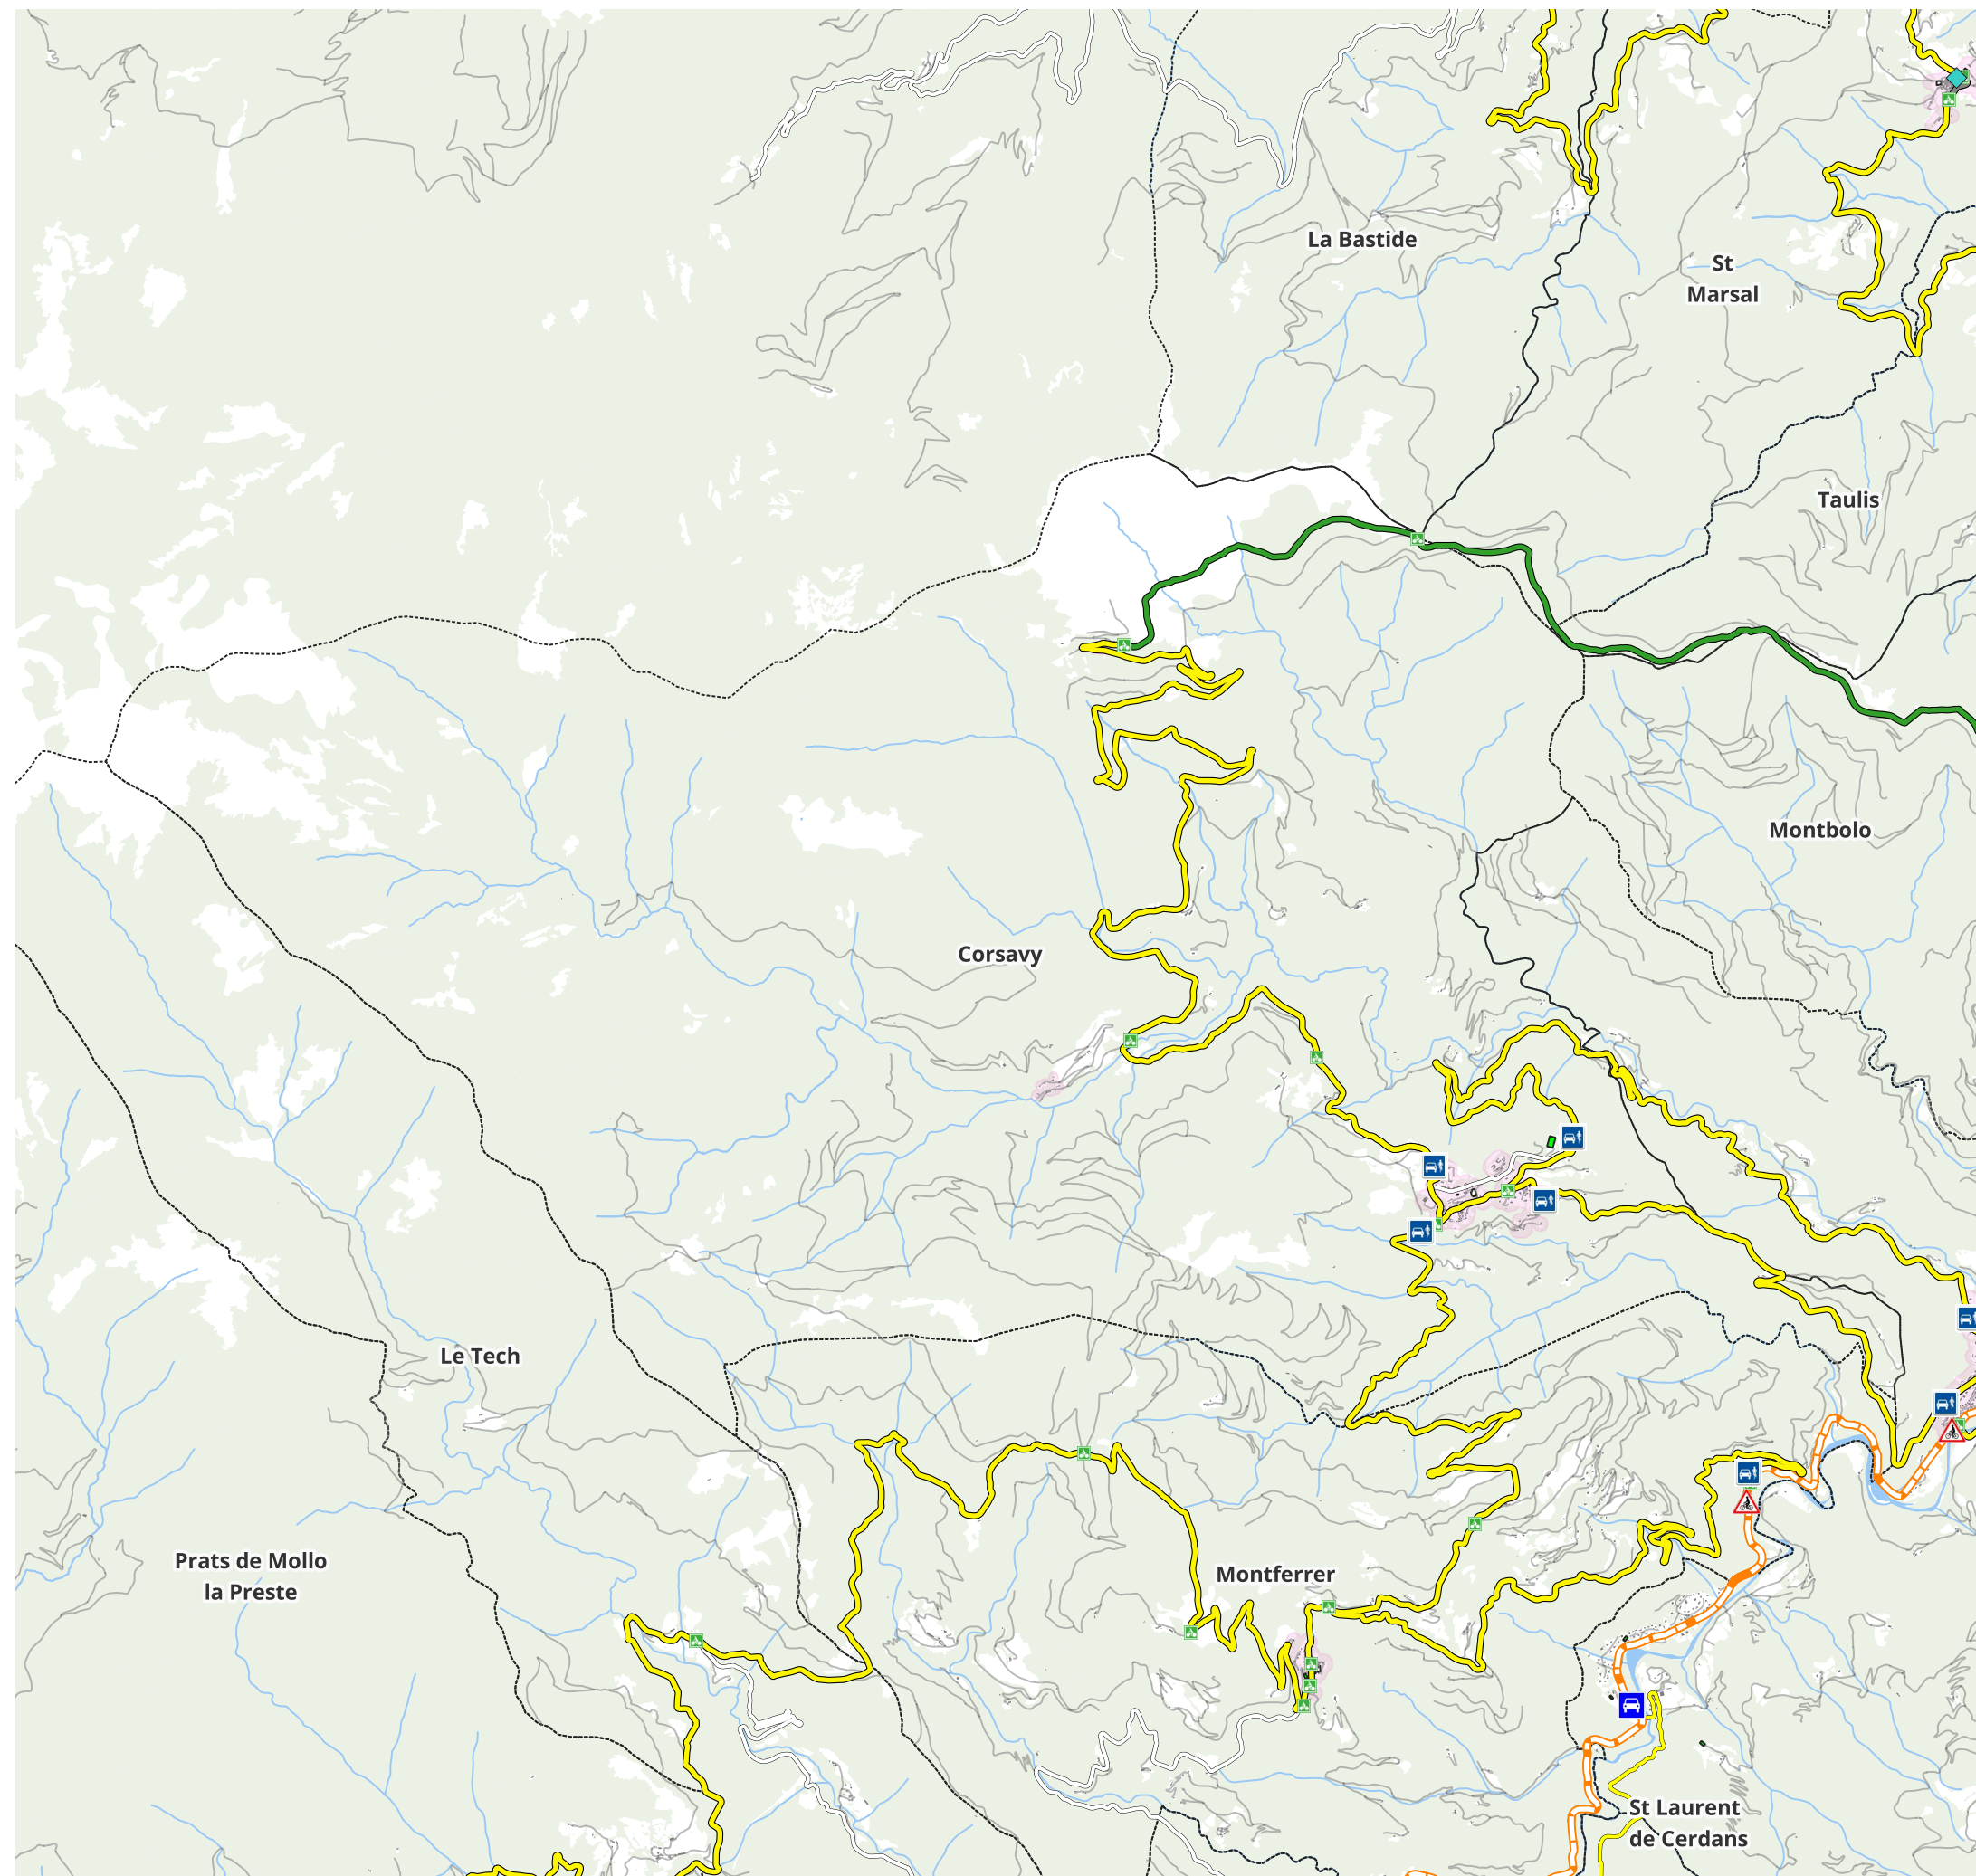 La Bastide
St
Marsal
Taulis
Montbolo
Corsavy
Le Tech
Prats de Mollo
la Preste
Montferrer
St Laurent
de Cerdans